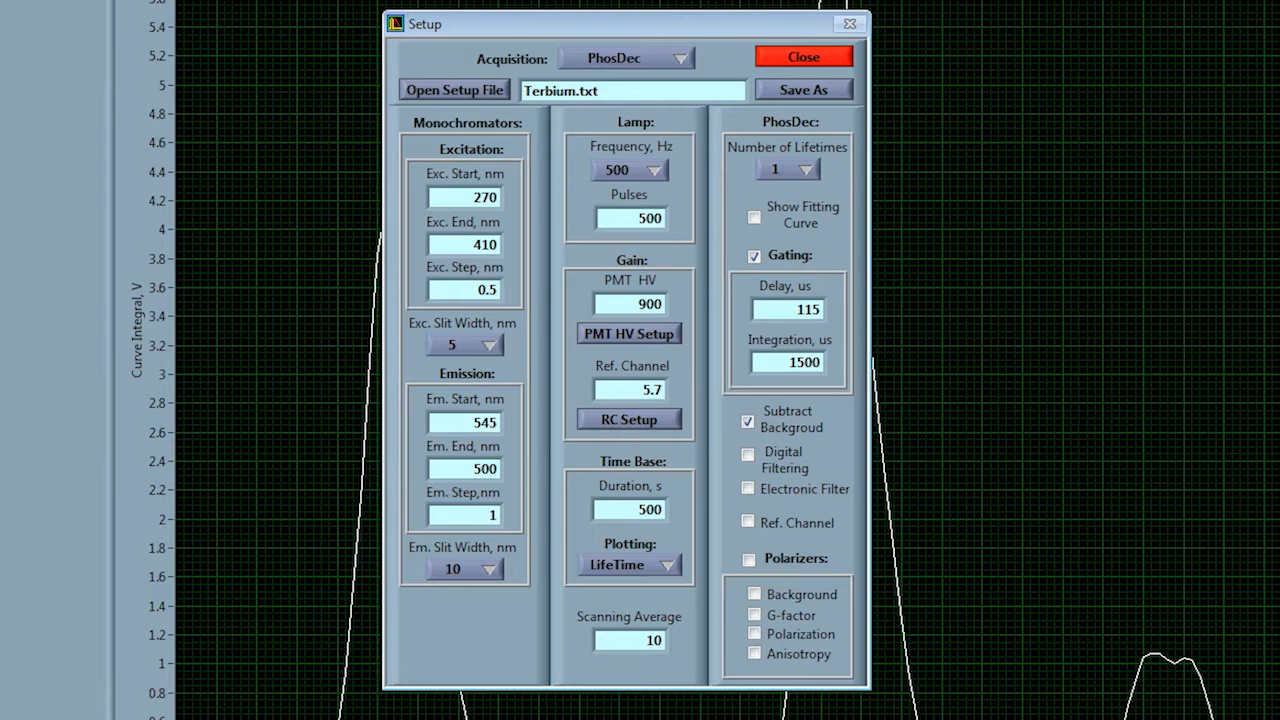 Setup
Acquisition: PhosDec
Close
Open Setup File
Terbium.txt
Save As
Monochromators:
Excitation:
Exc. Start, nm
270
Exc. End, nm
410
Exc. Step, nm
0.5
Exc. Slit Width, nm
5
Emission:
Em. Start, nm
545
Em. End, nm
500
Em. Step,nm
1
Em. Slit Width, nm
10
Lamp:
Frequency, Hz
500
Pulses
500
Gain:
PMT HV
900
PMT HV Setup
Ref. Channel
5.7
RC Setup
Time Base:
Duration, s
500
Plotting:
LifeTime
Scanning Average
10
PhosDec:
Number of Lifetimes
1
Show Fitting
Curve
Gating:
Delay, us
115
Integration, us
1500
Subtract
Backgroud
Digital
Filtering
Electronic Filter
Ref. Channel
Polarizers:
Background
G-factor
Polarization
Anisotropy
Curve Integral, V
5.4
5.2
5
4.8
4.6
4.4
4.2
4
3.8
3.6
3.4
3.2
3
2.8
2.6
2.4
2.2
2
1.8
1.6
1.4
1.2
1
0.8